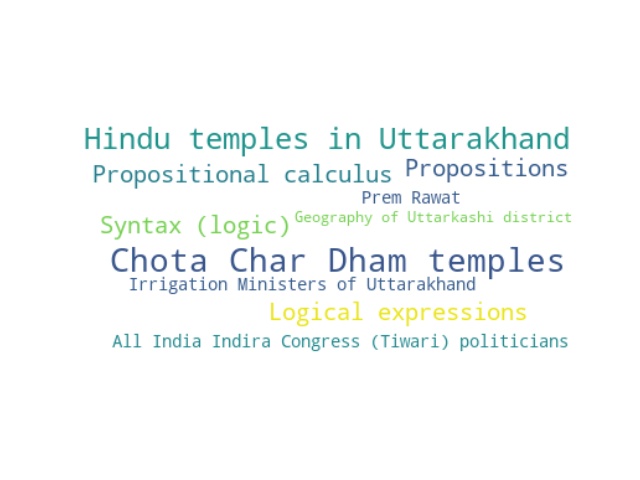 Hindu temples in Uttarakhand
Propositional calculus
Propositions
Prem Rawat
Syntax (logic)
Geography of Uttarkashi district
Chota Char Dham temples
Irrigation Ministers of Uttarakhand
Logical expressions
All India Indira Congress (Tiwari) politicians